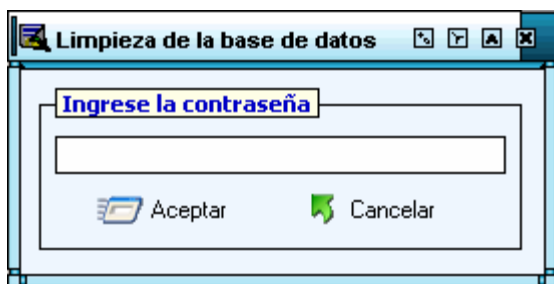 Limpieza de la base de datos
Ingrese la contraseña
Aceptar Cancelar